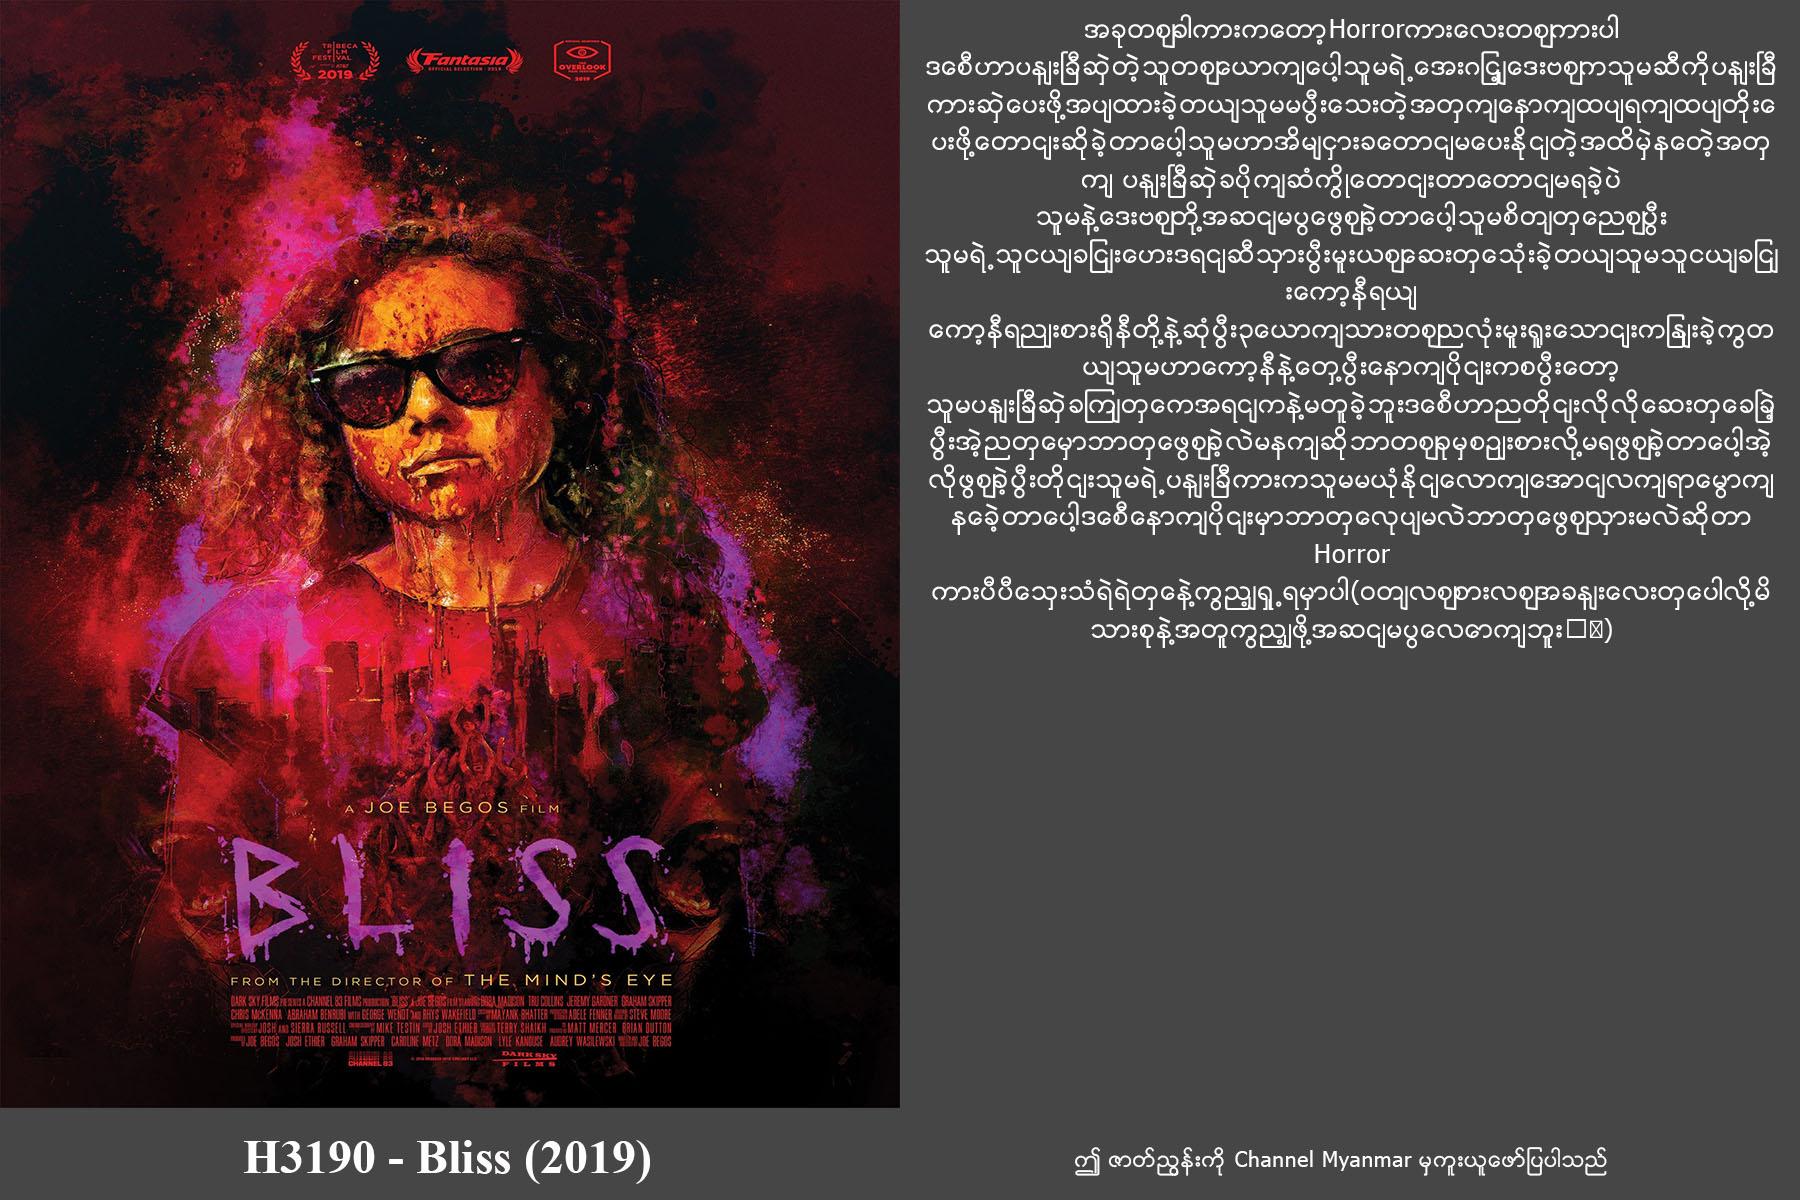 TRIBECA
FILM
FESTIVAL
2019
Fantasia
OFFICIAL SELECTION - 2019
THE
OVERLOOK
FILM FESTIVAL
2019
A JOE BEGOS FILM
BLISS
FROM THE DIRECTOR OF THE MIND'S EYE
DARK SKY FILMS PRESENTS A CHANNEL 83 FILMS PRODUCTION "BLISS" A JOE BEGOS FILM STARRING DORA MADISON TRU COLLINS JEREMY GARDNER GRAHAM SKIPPER
CHRIS McKENNA ABRAHAM BENRUBI WITH GEORGE WENDT AND RHYS WAKEFIELD MAYANK BHATTER ADELE FENNER STEVE MOORE
JOSH AND SIERRA RUSSELL MIKE TESTIN JOSH ETHIER TERRY SHAIKH MATT MERCER BRIAN DUTTON
JOE BEGOS JOSH ETHIER GRAHAM SKIPPER CAROLINE METZ DORA MADISON LYLE KANOUSE AUDREY WASILEWSKI JOE BEGOS
CHANNEL 83
DARK SKY
FILMS
H3190 - Bliss (2019)
အခုတစျခါကားကတော့Horrorကားလေးတစျကားပါ
ဒစေီဟာပနျးခြီဆှဲတဲ့သူတစျယောကျပေါ့သူမရဲ့အေးဂငြ့ျဒေးဗစျကသူမဆီကိုပနျးခြီ
ကားဆှဲပေးဖို့အပျထားခဲ့တယျသူမမပွီးသေးတဲ့အတှကျနောကျထပျရကျထပျတိုးပေ
ပးဖို့တောငျးဆိုခဲ့တာပေါ့သူမဟာအိမျငှားခတောငျမပေးနိုငျတဲ့အထိမှဲနတေဲ့အတှ
ကျ ပနျးခြီဆှဲခပိုကျဆံကွိုတောငျးတာတောငျမရခဲ့ပဲ
သူမနဲ့ဒေးဗစျတို့အဆငျမပွဖွေစျခဲ့တာပေါ့သူမစိတျတှညေစျပွီး
သူမရဲ့သူငယျခငြျးဟေးဒရငျဆီသှားပွီးမူးယစျဆေးတှသေုံးခဲ့တယျသူမသူငယျခငြျ
းကော့နီရယျ
ကော့နီရညျးစားရိုနီတို့နဲ့ဆုံပွီး၃ယောကျသားတစျညလုံးမူးရူးသောငျးကနြျးခဲ့ကွတ
ယျသူမဟာကော့နီနဲ့တှေ့ပွီးနောကျပိုငျးကစပွီးတော့
သူမပနျးခြီဆှဲခကြျတှကေအရငျကနဲ့မတူခဲ့ဘူးဒစေီဟာညတိုငျးလိုလိုဆေးတှခေခြဲ့
ပွီးအဲ့ညတှမှောဘာတှဖွေစျခဲ့လဲမနကျဆိုဘာတစျခုမှစဥျးစားလို့မရဖွစျခဲ့တာပေါ့အဲ့
လိုဖွစျခဲ့ပွီးတိုငျးသူမရဲ့ပနျးခြီကားကသူမမယုံနိုငျလောကျအောငျလကျရာမွောကျ
နခေဲ့တာပေါ့ဒစေီနောကျပိုငျးမှာဘာတှလေုပျမလဲဘာတှဖွေစျသှားမလဲဆိုတာ
Horror
ကားပီပီသှေးသံရဲရဲတှနေဲ့ကွညျ့ရှု့ရမှာပါ(ဝတျလစျစားလစျအခနျးလေးတှပေါလို့မိ
သားစုနဲ့အတူကွညျ့ဖို့အဆငျမပွလေောကျဘူး)
ဤ ဇာတ်ညွှန်းကို Channel Myanmar မှကူးယူဖော်ပြပါသည်